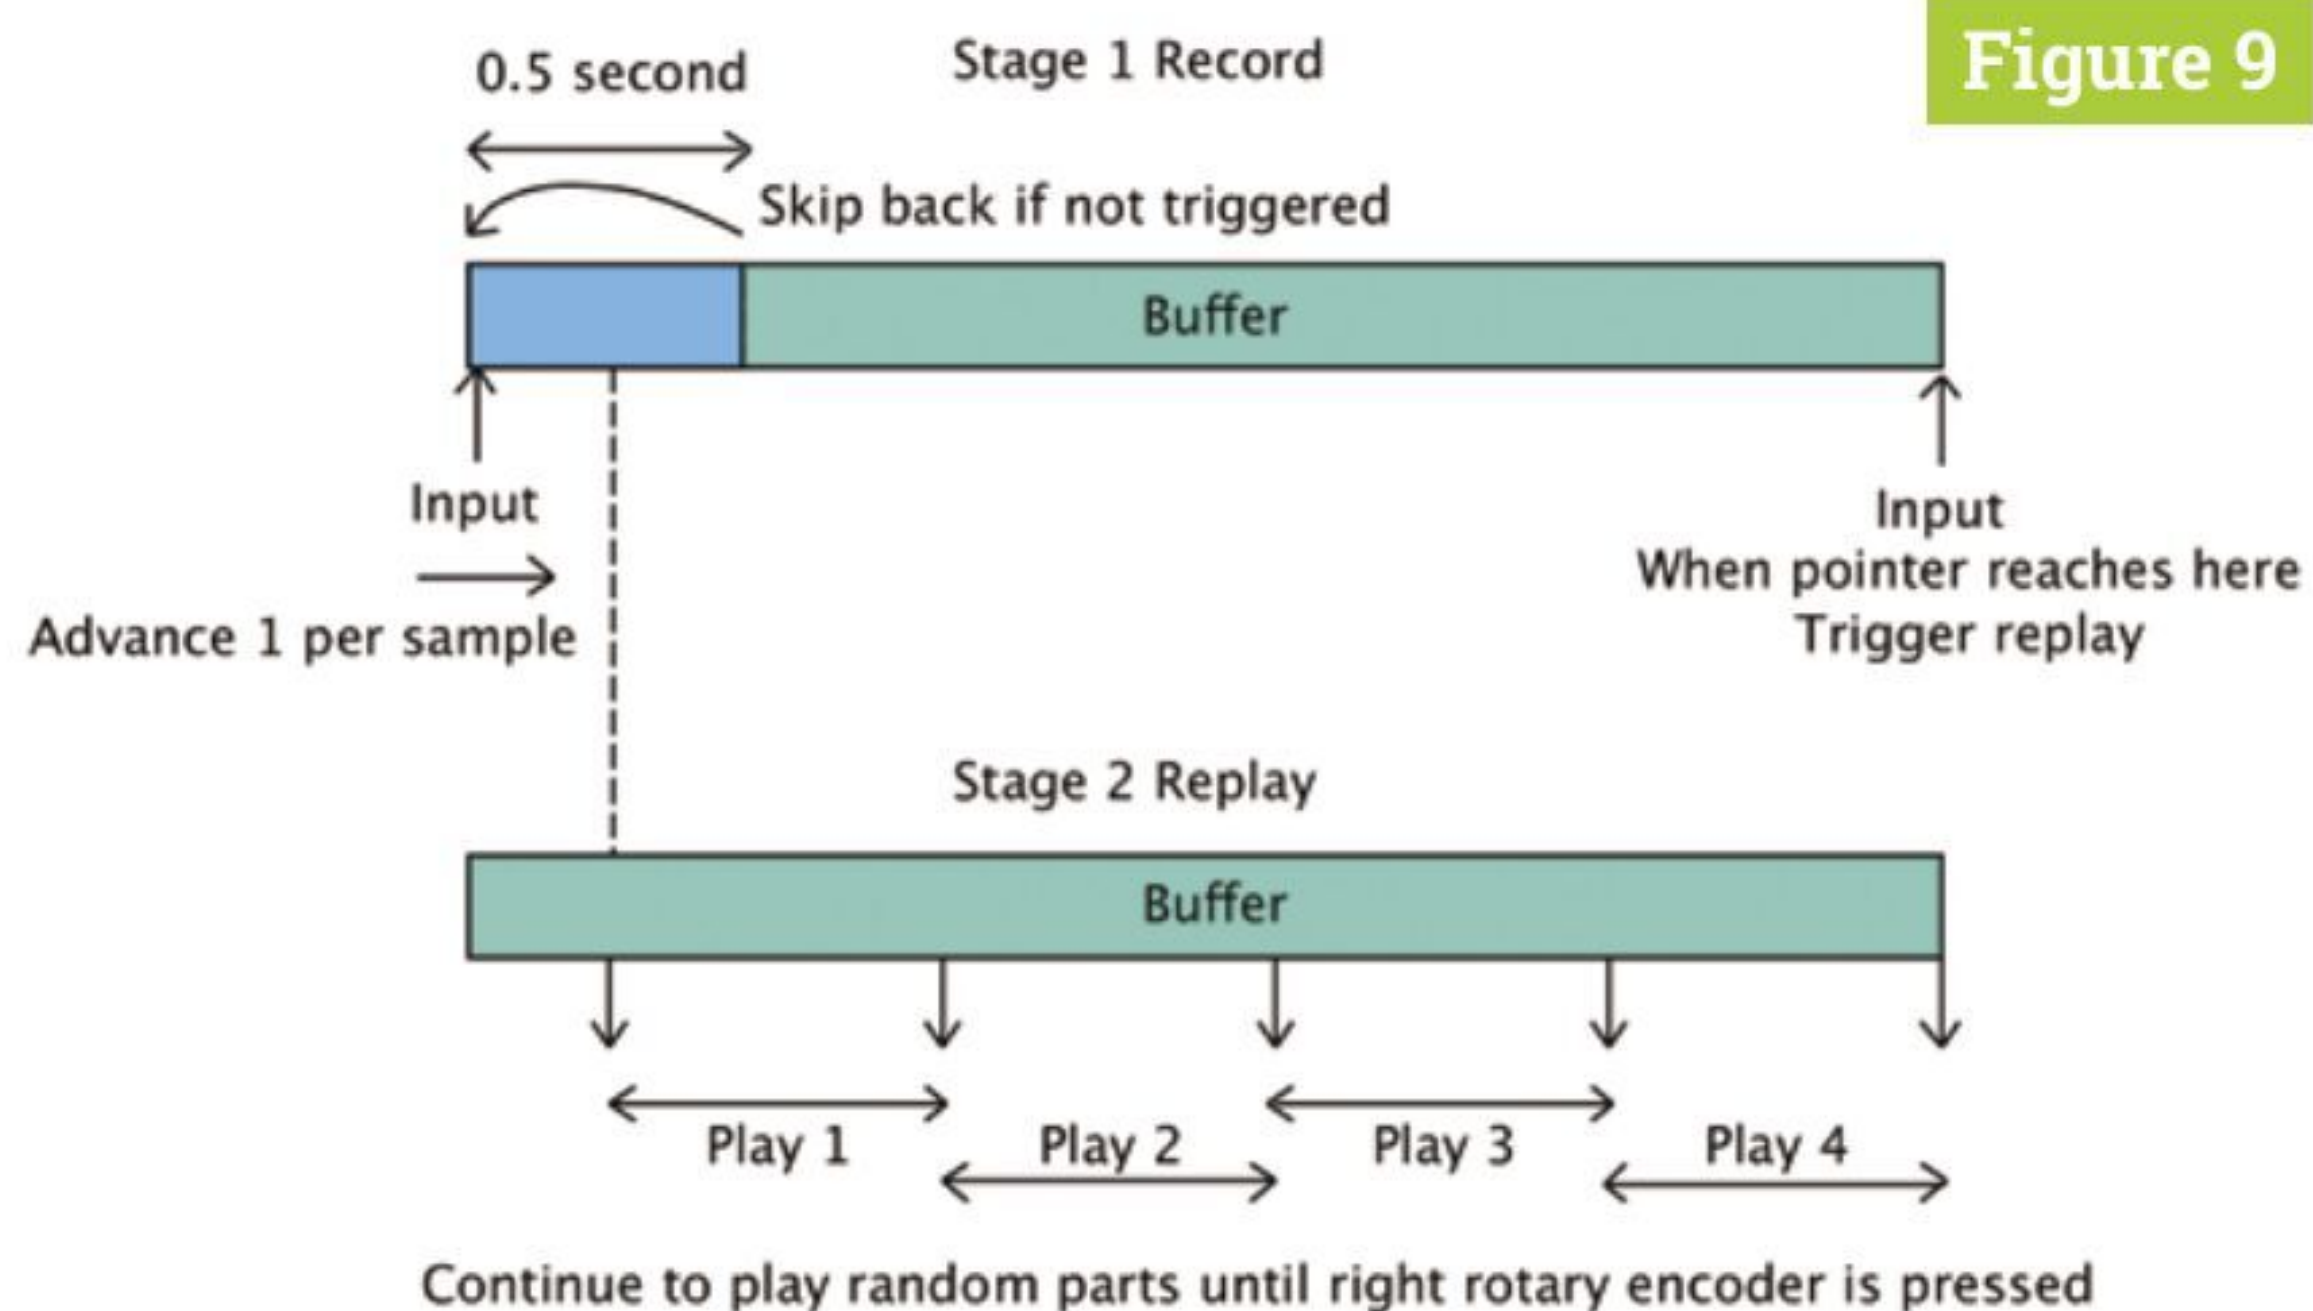 Figure 9
0.5 second
Stage 1 Record
Skip back if not triggered
Buffer
Input
Advance 1 per sample
Input
When pointer reaches here
Trigger replay
Stage 2 Replay
Buffer
Play 1
Play 2
Play 3
Play 4
Continue to play random parts until right rotary encoder is pressed